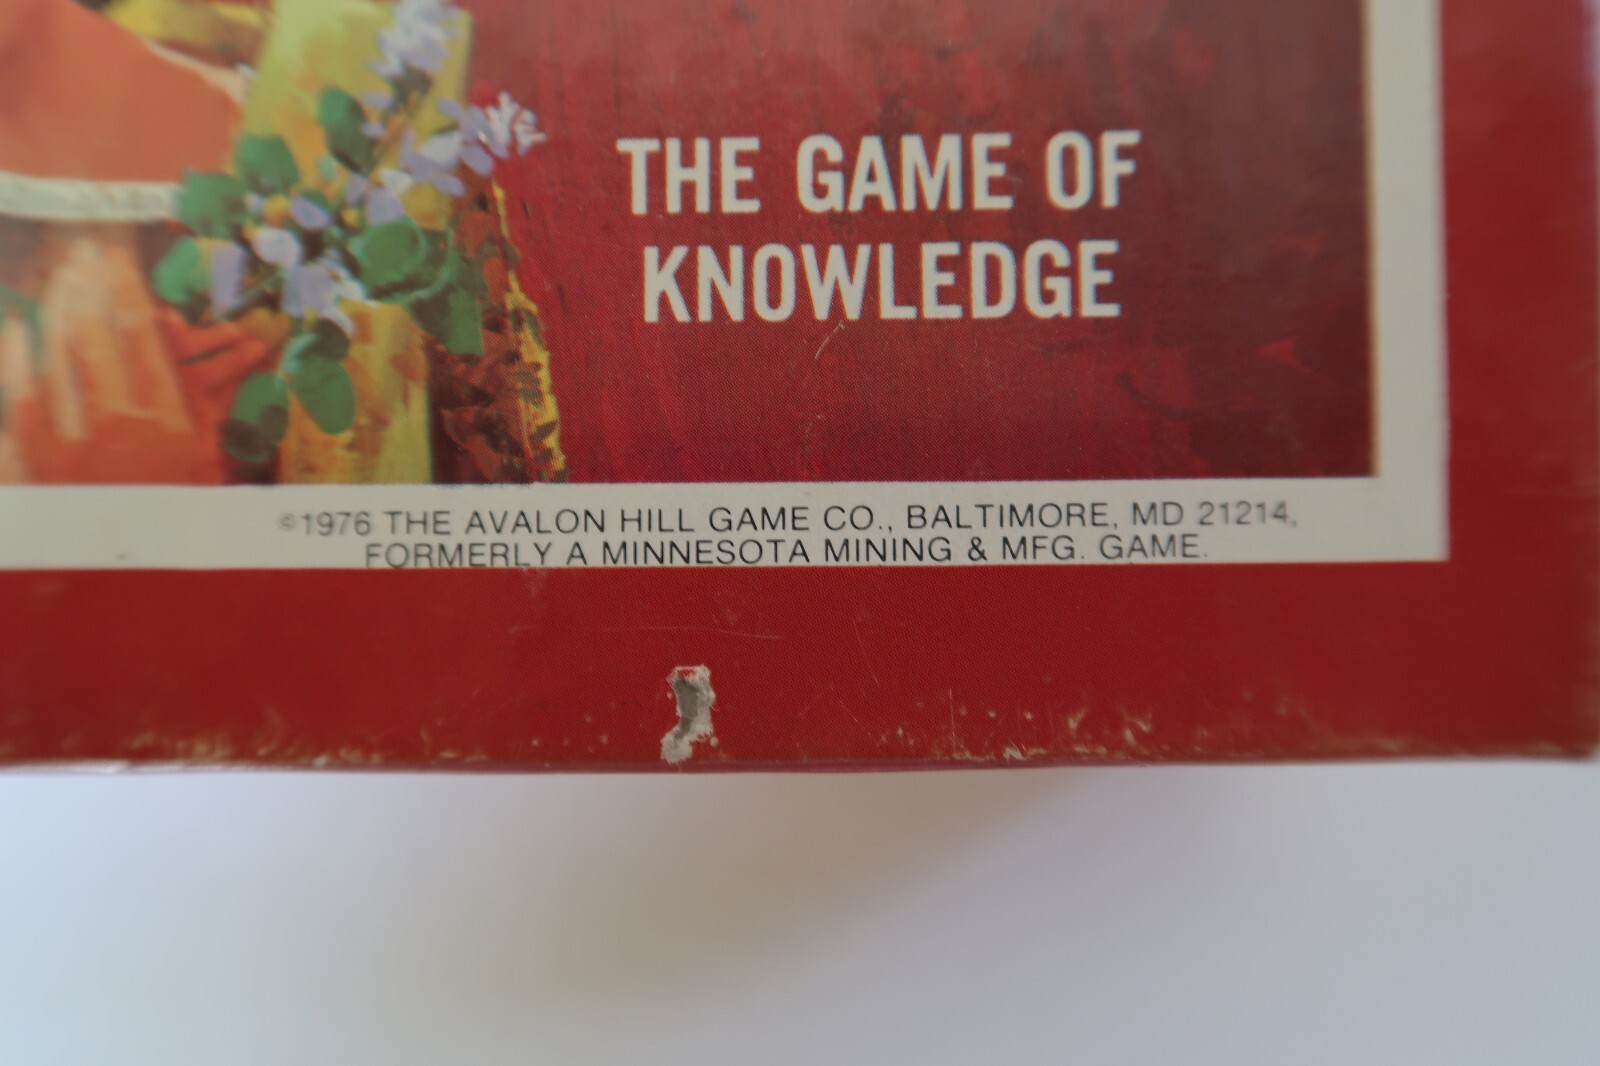 THE GAME OF
KNOWLEDGE
©1976 THE AVALON HILL GAME CO., BALTIMORE, MD 21214,
FORMERLY A MINNESOTA MINING & MFG. GAME.